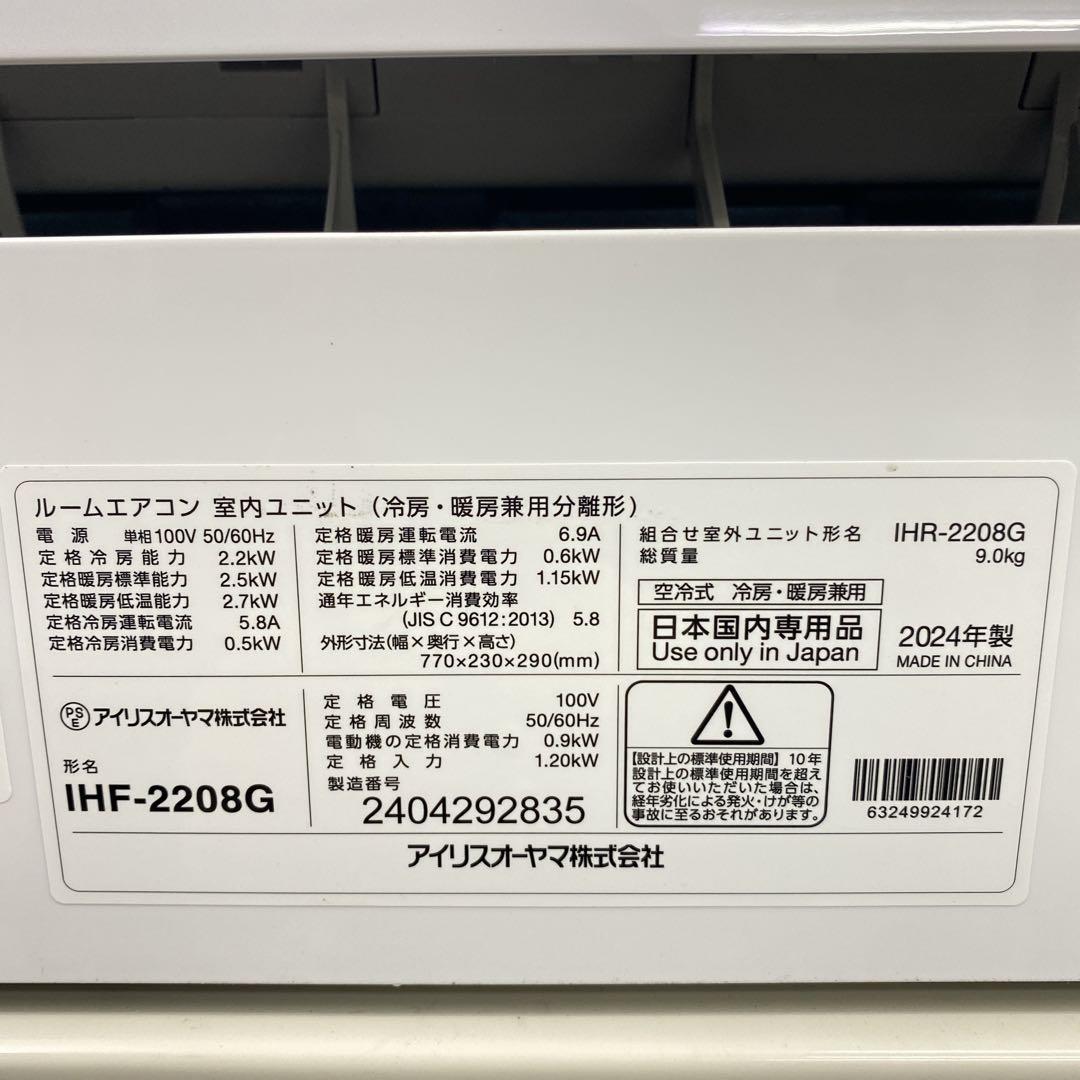 ルームエアコン 室内ユニット（冷房・暖房兼用分離形）
電源 単相100V 50/60Hz
定格冷房能力 2.2kW
定格暖房標準能力 2.5kW
定格暖房低温能力 2.7kW
定格冷房運転電流 5.8A
定格冷房消費電力 0.5kW
定格暖房運転電流 6.9A
定格暖房標準消費電力 0.6kW
定格暖房低温消費電力 1.15kW
通年エネルギー消費効率
(JIS C 9612:2013) 5.8
外形寸法(幅×奥行×高さ)
770×230×290(mm)
組合せ室外ユニット形名 IHR-2208G
総質量 9.0kg
空冷式 冷房・暖房兼用
日本国内専用品
Use only in Japan
2024年製
MADE IN CHINA
PSE アイリスオーヤマ株式会社
形名
IHF-2208G
定格電圧 100V
定格周波数 50/60Hz
電動機の定格消費電力 0.9kW
定格入力 1.20kW
製造番号
2404292835
【設計上の標準使用期間】10年
設計上の標準使用期間を超え
てお使いいただいた場合は、
経年劣化による発火・けが等の
事故に至るおそれがあります。
63249924172
アイリスオーヤマ株式会社